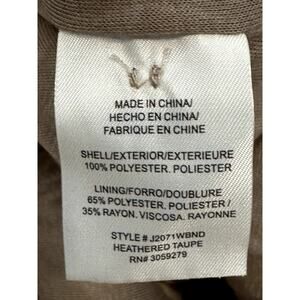 MADE IN CHINA/
HECHO EN CHINA/
FABRIQUE EN CHINE
SHELL/EXTERIOR/EXTERIEURE
100% POLYESTER. POLIESTER
LINING/FORRO/DOUBLURE
65% POLYESTER. POLIESTER /
35% RAYON. VISCOSA. RAYONNE
STYLE # J2071WBND
HEATHERED TAUPE
RN# 3059279